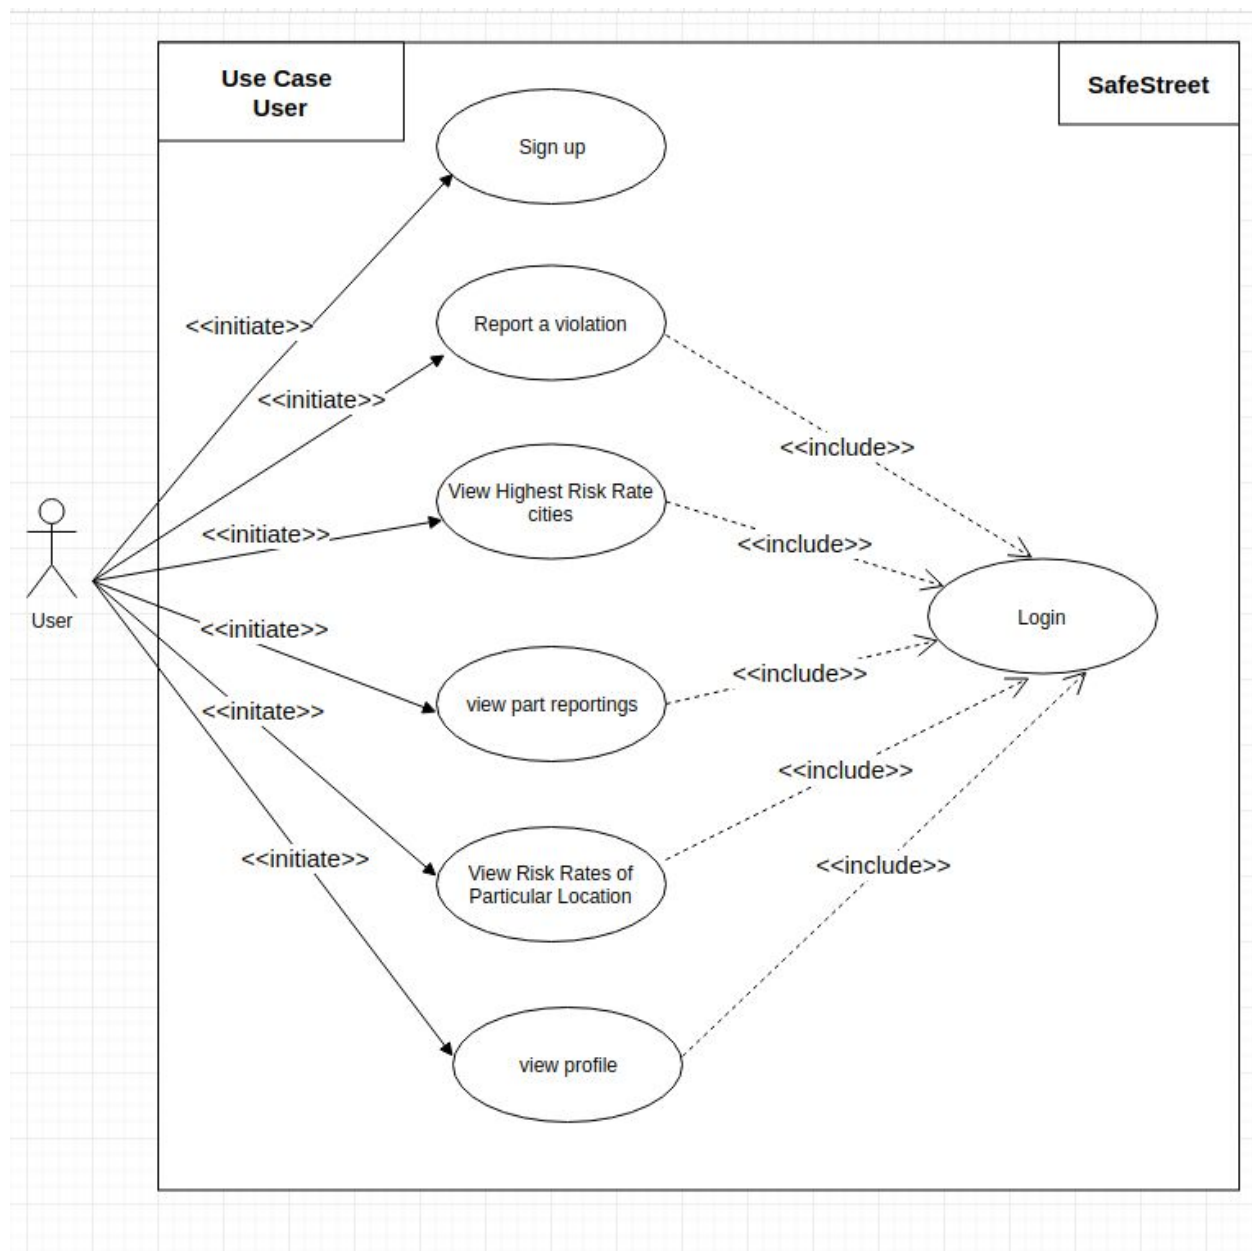 Use Case
User
SafeStreet
Sign up
<<initiate>>
Report a violation
<<initiate>>
<<include>>
View Highest Risk Rate
cities
<<initiate>>
<<include>>
User
Login
<<initiate>>
<<include>>
view part reportings
<<initate>>
<<include>>
View Risk Rates of
Particular Location
<<initiate>>
<<include>>
view profile